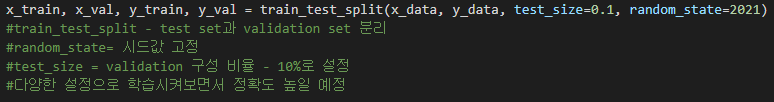 x_train, x_val, y_train, y_val = train_test_split(x_data, y_data, test_size=0.1, random_state=2021)
#train_test_split - test set과 validation set 분리
#random_state= 시드값 고정
#test_size = validation 구성 비율 - 10%로 설정
#다양한 설정으로 학습시켜보면서 정확도 높일 예정